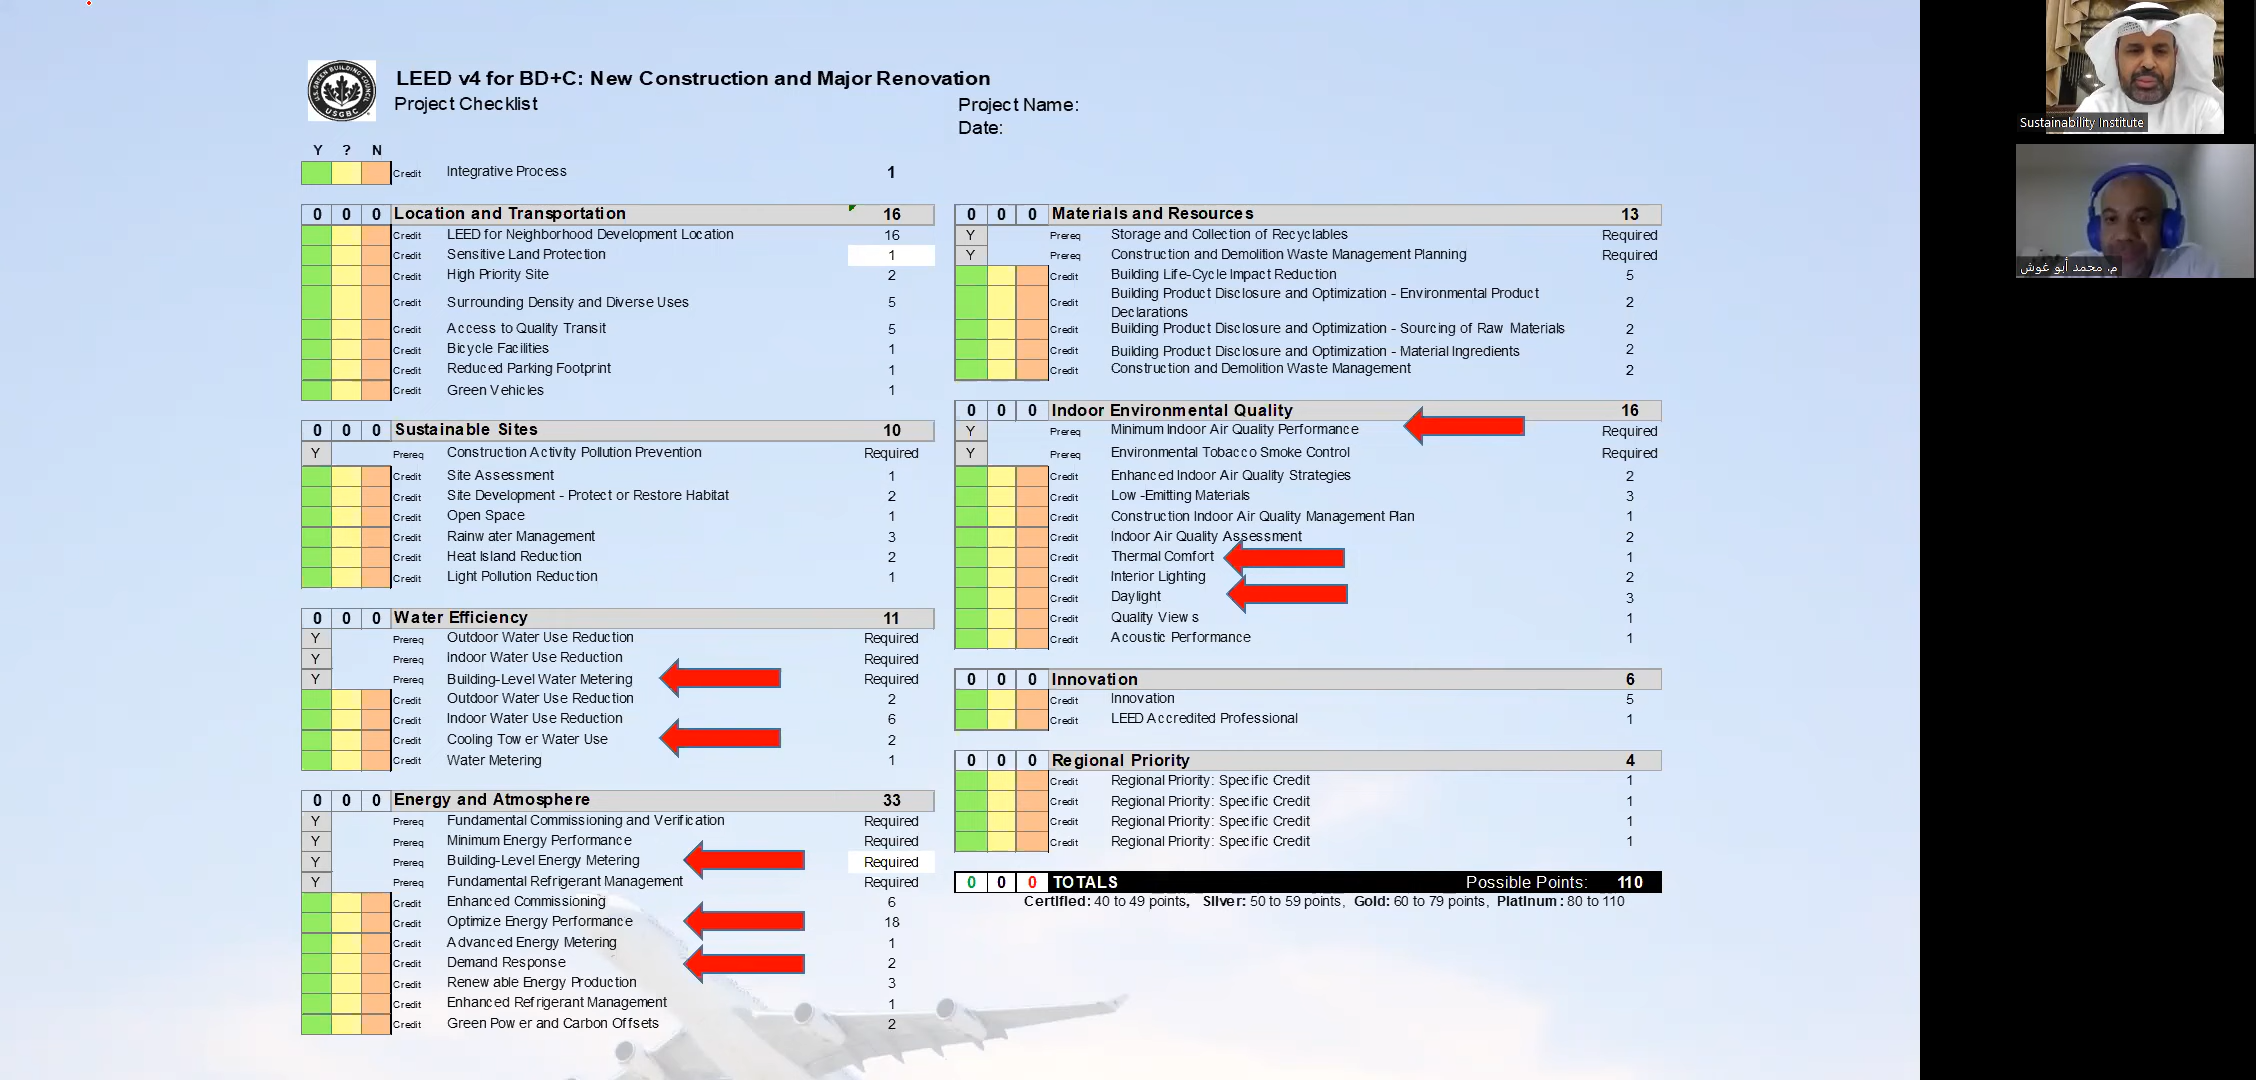 LEED v4 for BD+C: New Construction and Major Renovation
Project Checklist
Project Name:
Date:
Y ? N
Credit Integrative Process 1
0 0 0 Location and Transportation 16
Credit LEED for Neighborhood Development Location 16
Credit Sensitive Land Protection 1
Credit High Priority Site 2
Credit Surrounding Density and Diverse Uses 5
Credit Access to Quality Transit 5
Credit Bicycle Facilities 1
Credit Reduced Parking Footprint 1
Credit Green Vehicles 1
0 0 0 Sustainable Sites 10
Y Prereq Construction Activity Pollution Prevention Required
Credit Site Assessment 1
Credit Site Development - Protect or Restore Habitat 2
Credit Open Space 1
Credit Rainwater Management 3
Credit Heat Island Reduction 2
Credit Light Pollution Reduction 1
0 0 0 Water Efficiency 11
Y Prereq Outdoor Water Use Reduction Required
Y Prereq Indoor Water Use Reduction Required
Y Prereq Building-Level Water Metering Required
Credit Outdoor Water Use Reduction 2
Credit Indoor Water Use Reduction 6
Credit Cooling Tower Water Use 2
Credit Water Metering 1
0 0 0 Energy and Atmosphere 33
Y Prereq Fundamental Commissioning and Verification Required
Y Prereq Minimum Energy Performance Required
Y Prereq Building-Level Energy Metering Required
Y Prereq Fundamental Refrigerant Management Required
Credit Enhanced Commissioning 6
Credit Optimize Energy Performance 18
Credit Advanced Energy Metering 1
Credit Demand Response 2
Credit Renewable Energy Production 3
Credit Enhanced Refrigerant Management 1
Credit Green Power and Carbon Offsets 2
0 0 0 Materials and Resources 13
Y Prereq Storage and Collection of Recyclables Required
Y Prereq Construction and Demolition Waste Management Planning Required
Credit Building Life-Cycle Impact Reduction 5
Credit Building Product Disclosure and Optimization - Environmental Product
Declarations 2
Credit Building Product Disclosure and Optimization - Sourcing of Raw Materials 2
Credit Building Product Disclosure and Optimization - Material Ingredients 2
Credit Construction and Demolition Waste Management 2
0 0 0 Indoor Environmental Quality 16
Y Prereq Minimum Indoor Air Quality Performance Required
Y Prereq Environmental Tobacco Smoke Control Required
Credit Enhanced Indoor Air Quality Strategies 2
Credit Low-Emitting Materials 3
Credit Construction Indoor Air Quality Management Plan 1
Credit Indoor Air Quality Assessment 2
Credit Thermal Comfort 1
Credit Interior Lighting 2
Credit Daylight 3
Credit Quality Views 1
Credit Acoustic Performance 1
0 0 0 Innovation 6
Credit Innovation 5
Credit LEED Accredited Professional 1
0 0 0 Regional Priority 4
Credit Regional Priority: Specific Credit 1
Credit Regional Priority: Specific Credit 1
Credit Regional Priority: Specific Credit 1
Credit Regional Priority: Specific Credit 1
0 0 0 TOTALS Possible Points: 110
Certified: 40 to 49 points, Silver: 50 to 59 points, Gold: 60 to 79 points, Platinum: 80 to 110
U.S. GREEN BUILDING COUNCIL
USGBC
Sustainability Institute
م. محمد أبو غوش